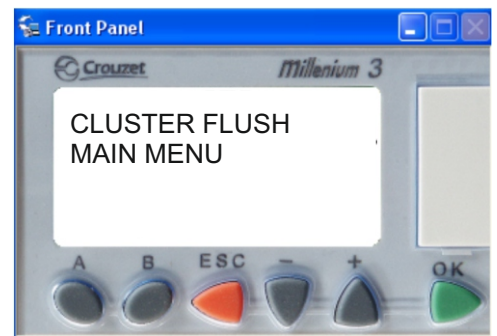 Front Panel
Crouzet
Millenium 3
CLUSTER FLUSH
MAIN MENU
A B ESC - + OK